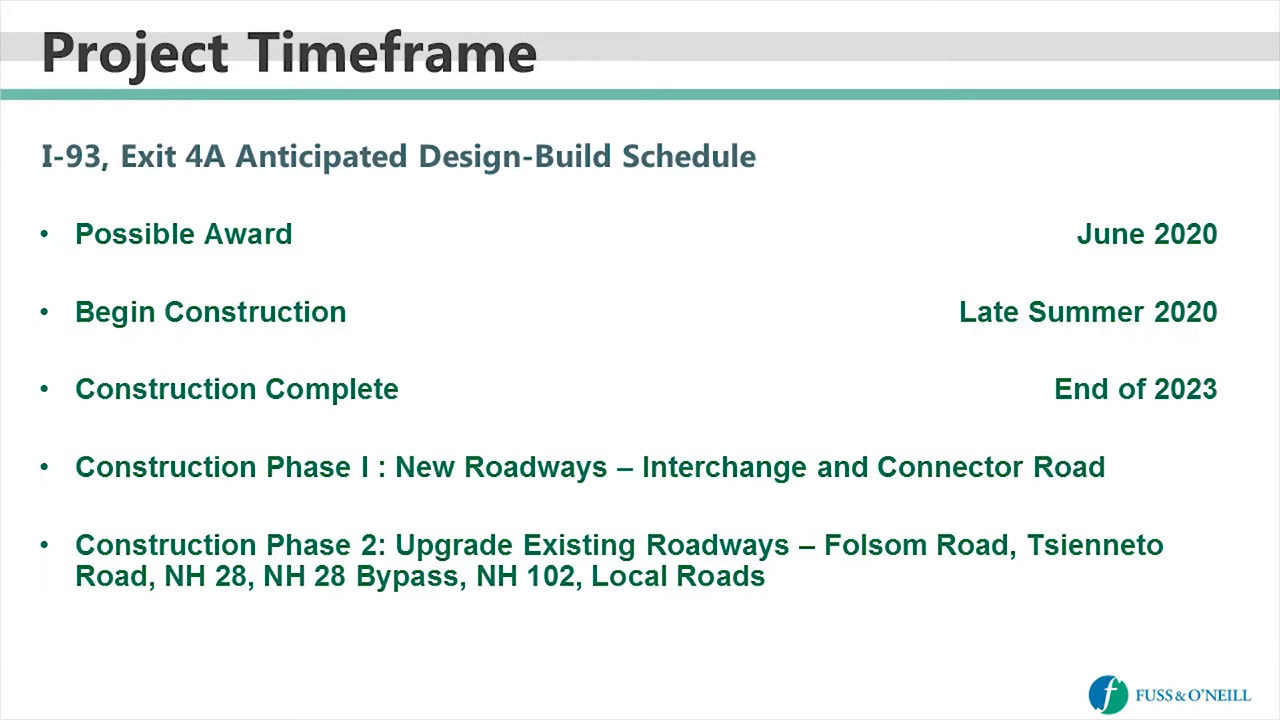 Project Timeframe
I-93, Exit 4A Anticipated Design-Build Schedule
• Possible Award June 2020
• Begin Construction Late Summer 2020
• Construction Complete End of 2023
• Construction Phase I : New Roadways – Interchange and Connector Road
• Construction Phase 2: Upgrade Existing Roadways – Folsom Road, Tsienneto
Road, NH 28, NH 28 Bypass, NH 102, Local Roads
f FUSS & O'NEILL